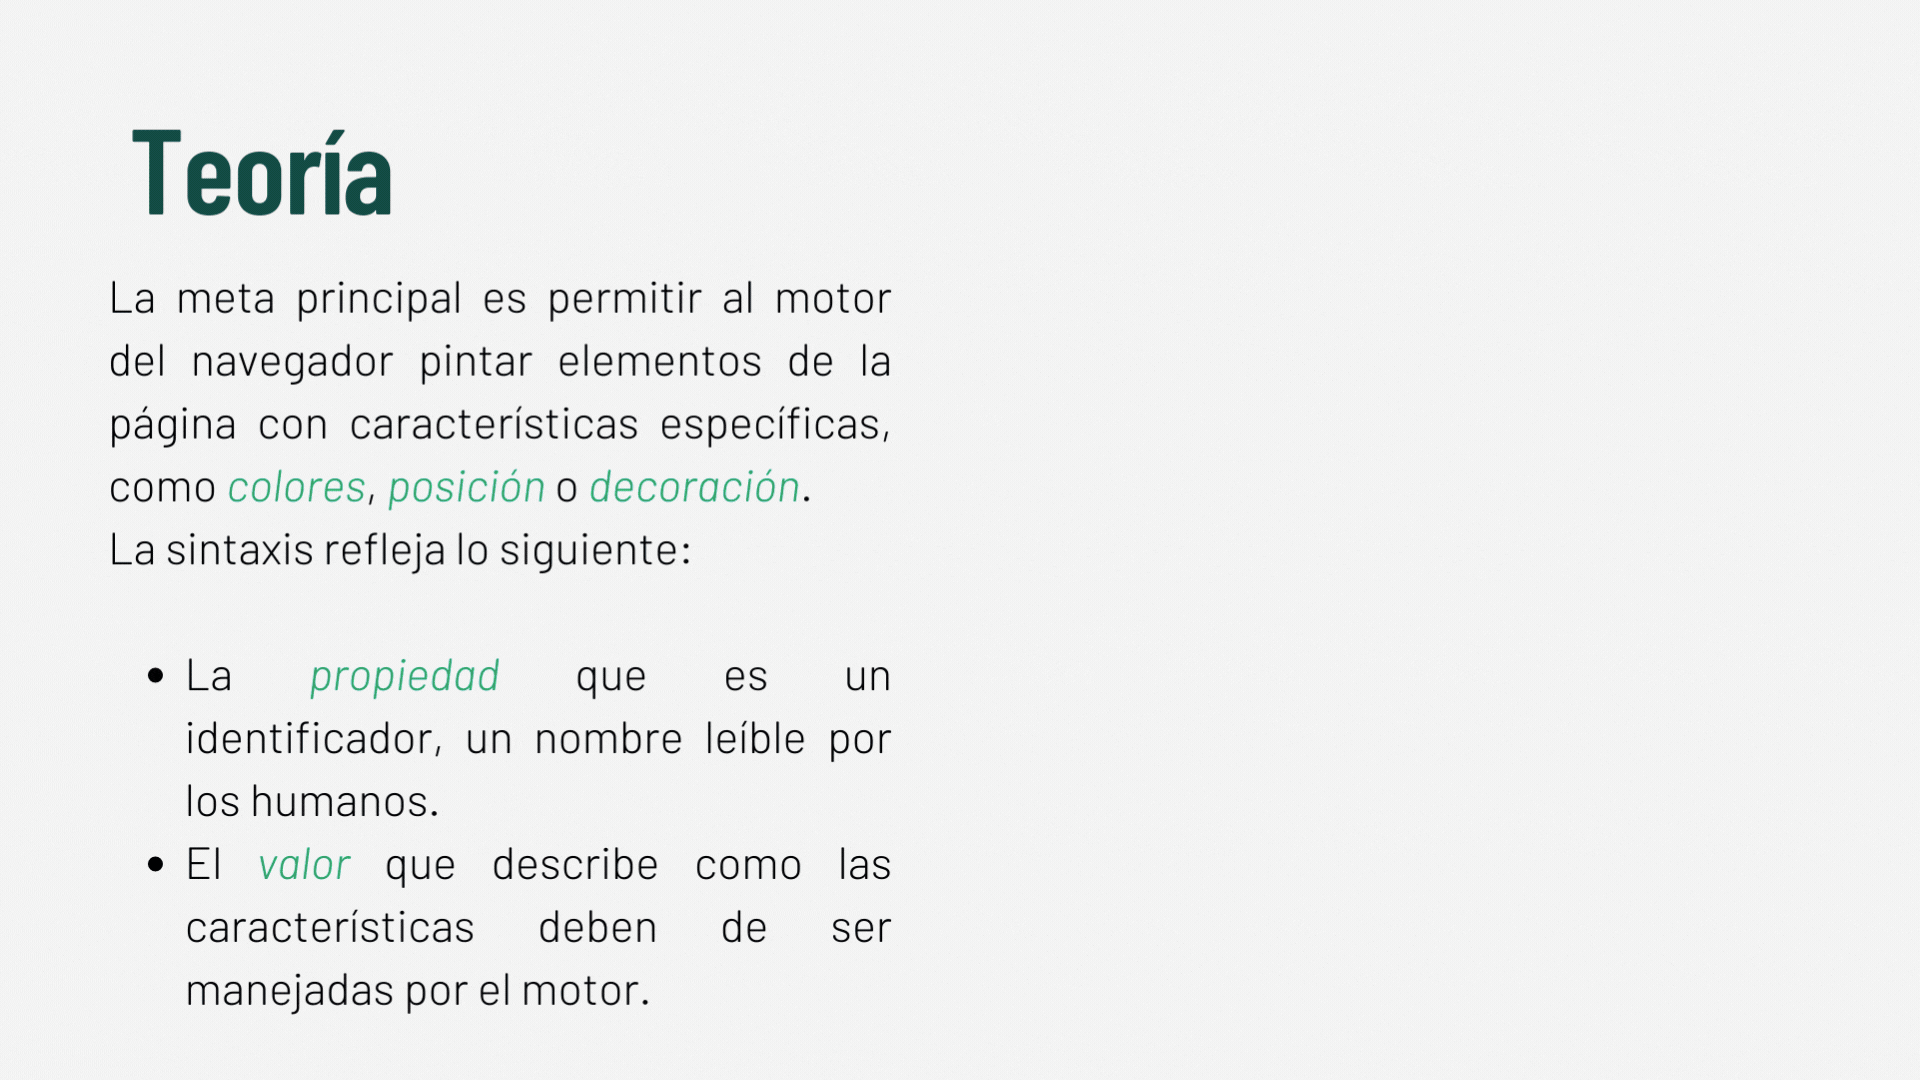 Teoría
La meta principal es permitir al motor
del navegador pintar elementos de la
página con características específicas,
como colores, posición o decoración.
La sintaxis refleja lo siguiente:
• La propiedad que es un
identificador, un nombre leíble por
los humanos.
• El valor que describe como las
características deben de ser
manejadas por el motor.